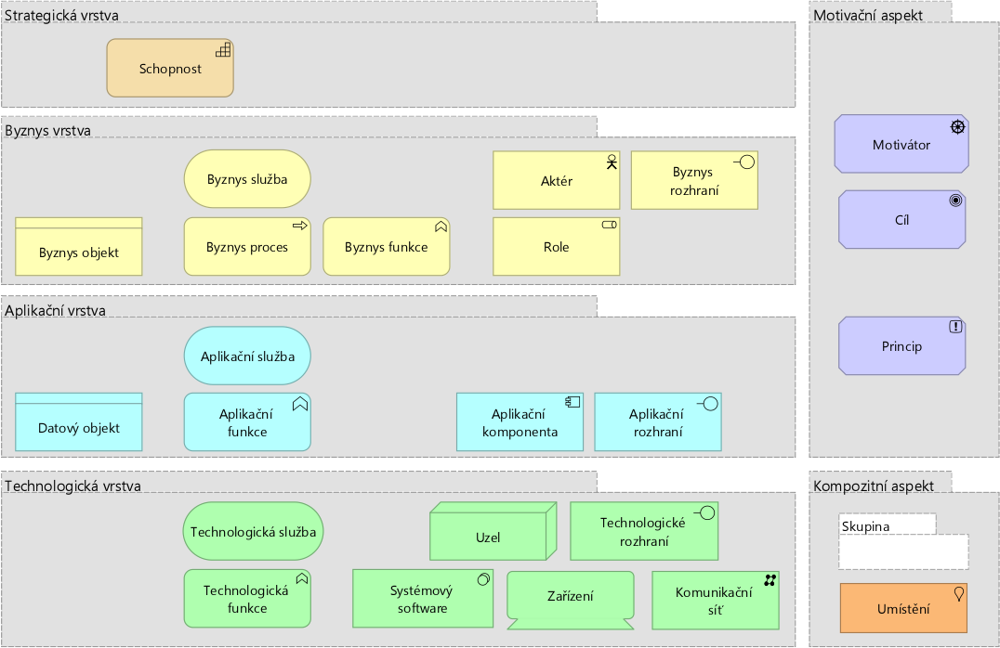 Strategická vrstva
Schopnost
Byznys vrstva
Byznys služba
Aktér
Byznys
rozhraní
Byznys objekt
Byznys proces
Byznys funkce
Role
Aplikační vrstva
Aplikační služba
Datový objekt
Aplikační
funkce
Aplikační
komponenta
Aplikační
rozhraní
Technologická vrstva
Technologická služba
Uzel
Technologické
rozhraní
Technologická
funkce
Systémový
software
Zařízení
Komunikační
síť
Motivační aspekt
Motivátor
Cíl
Princip
Kompozitní aspekt
Skupina
Umístění